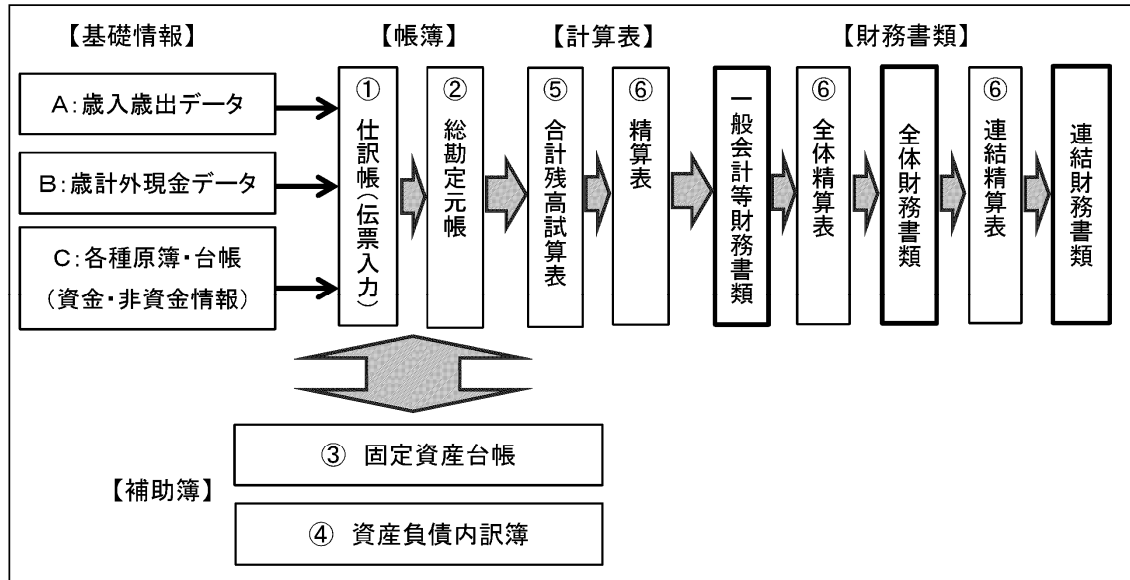 【基礎情報】
【帳簿】
【計算表】
【財務書類】
A:歳入歳出データ
B:歳計外現金データ
C:各種原簿・台帳
(資金・非資金情報)
① 仕訳帳(伝票入力)
② 総勘定元帳
⑤ 合計残高試算表
⑥ 精算表
一般会計等財務書類
⑥ 全体精算表
全体財務書類
⑥ 連結精算表
連結財務書類
【補助簿】
③ 固定資産台帳
④ 資産負債内訳簿